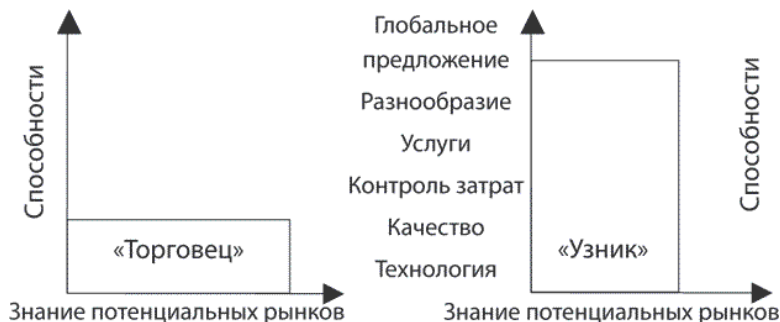 Способности
«Торговец»
Знание потенциальных рынков
Глобальное
предложение
Разнообразие
Услуги
Контроль затрат
Качество
Технология
«Узник»
Способности
Знание потенциальных рынков